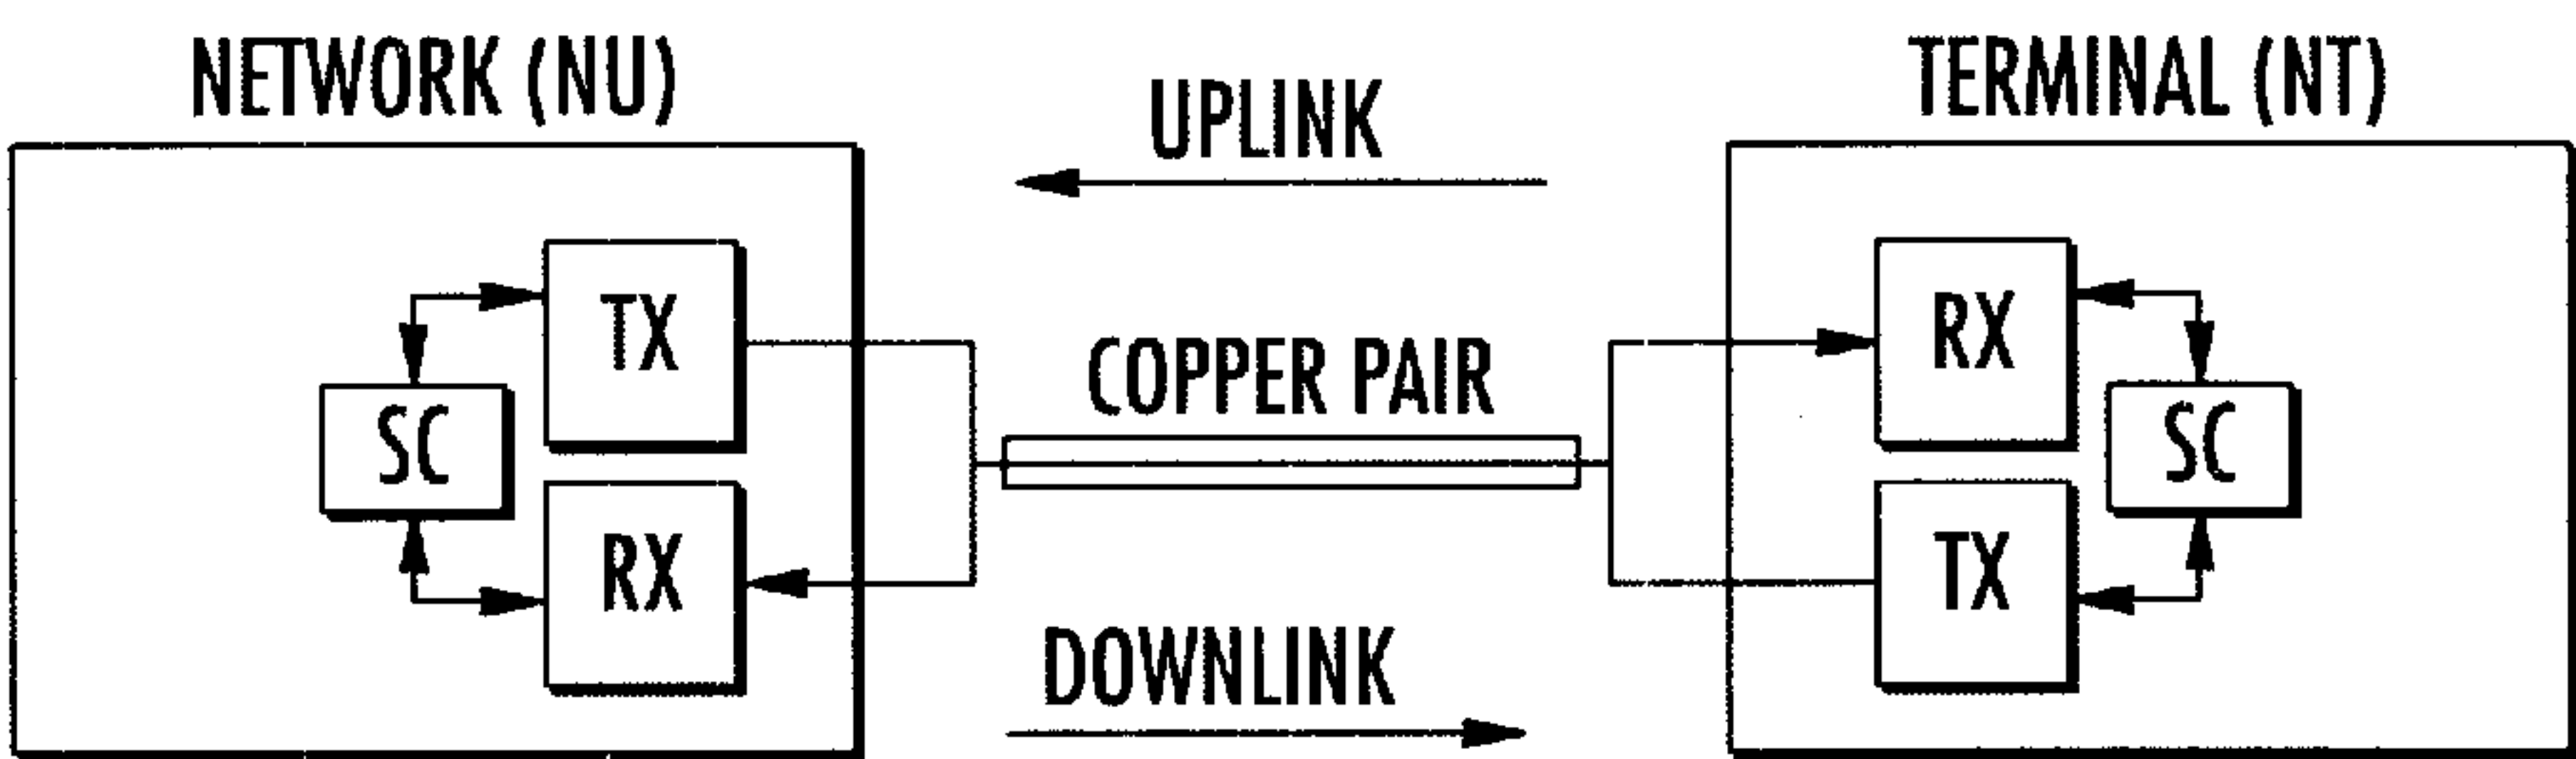 NETWORK (NU)
UPLINK
TERMINAL (NT)
TX
SC
RX
COPPER PAIR
RX
SC
TX
DOWNLINK